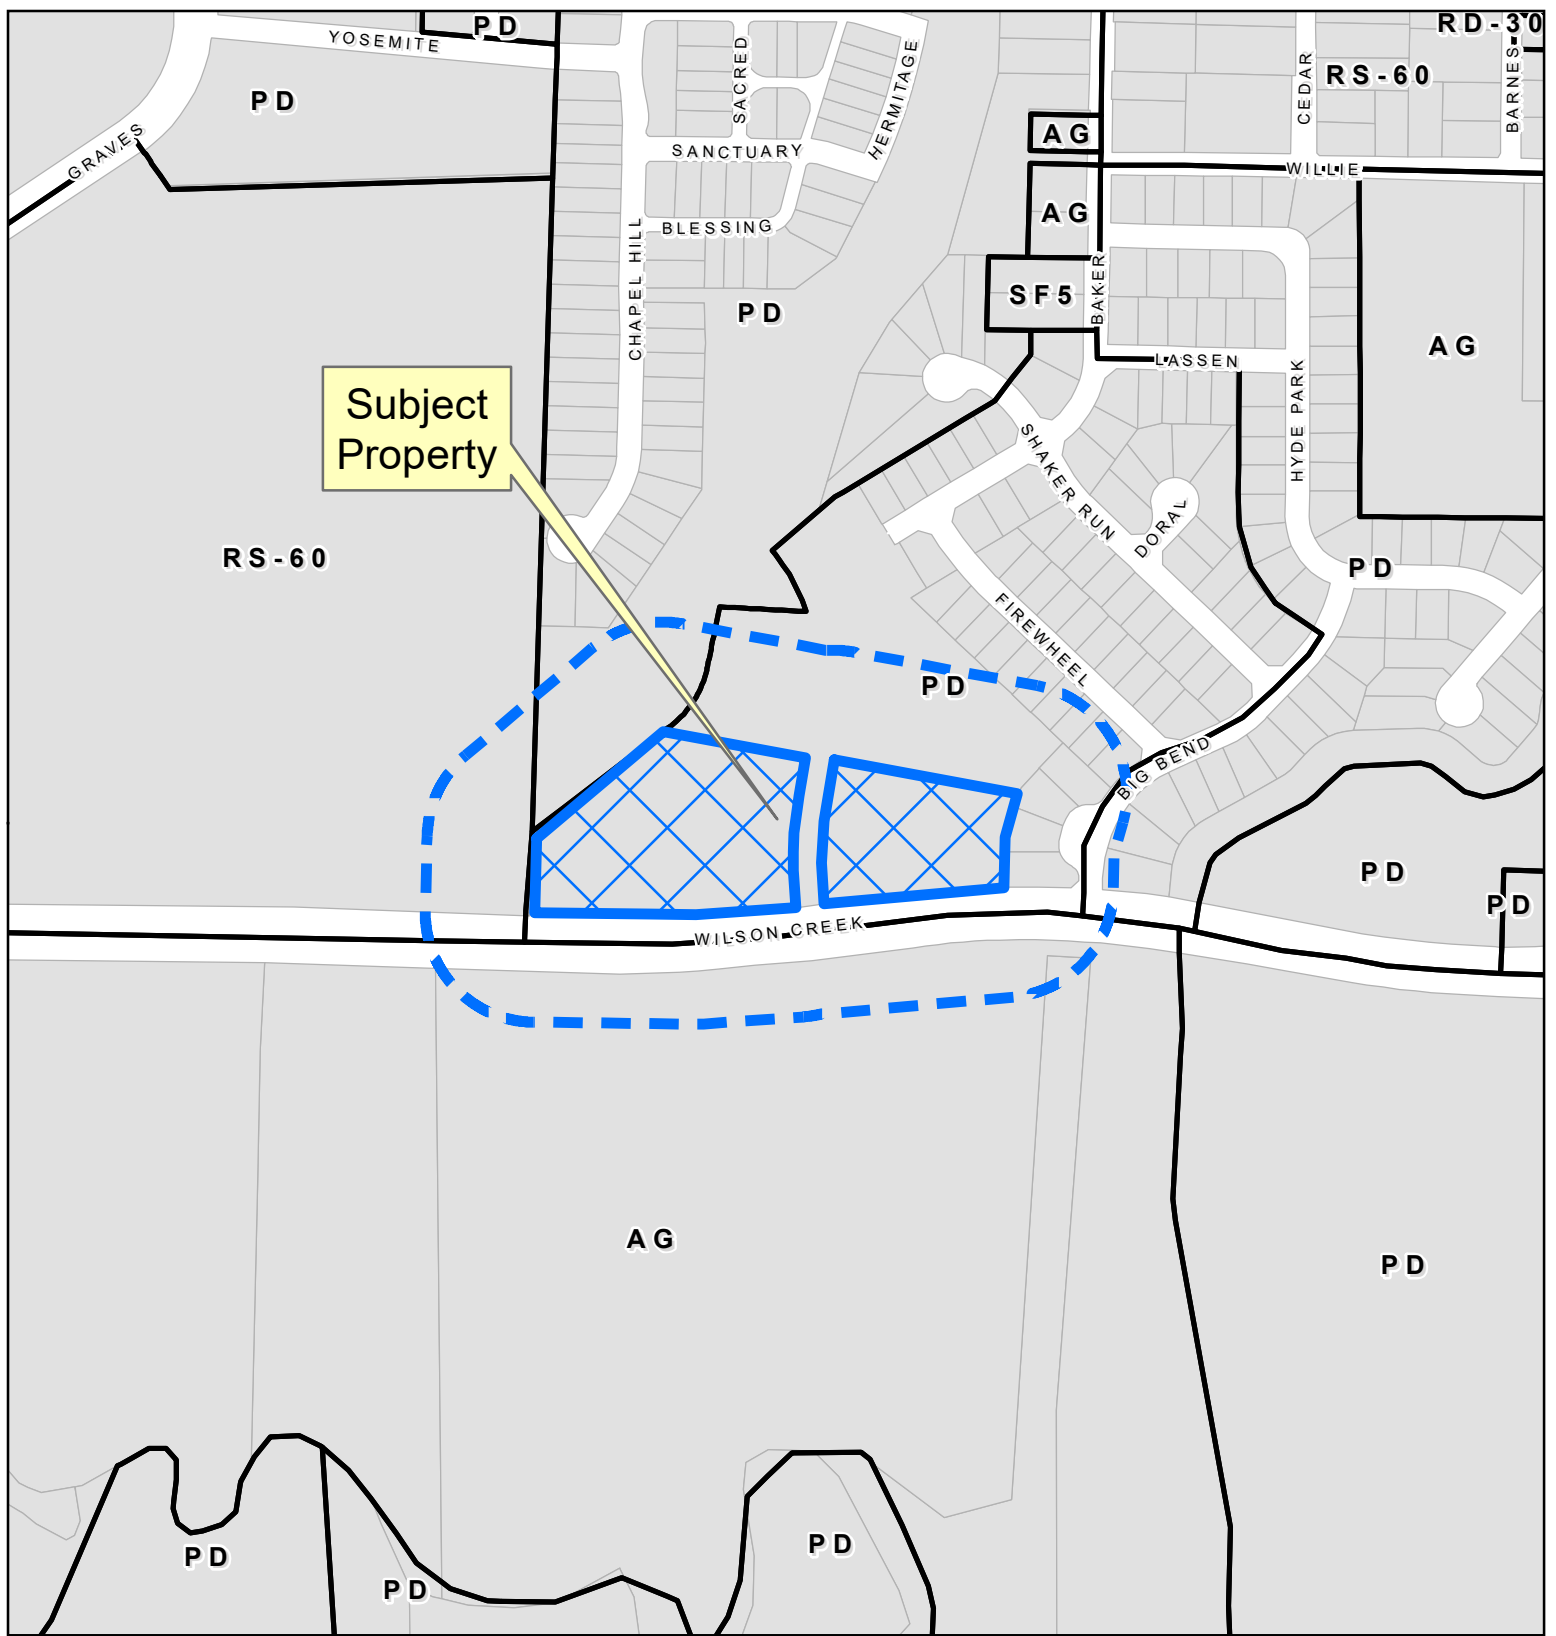 PD
RD-30
YOSEMITE
SACRED
HERMITAGE
CEDAR
RS-60
BARNES
PD
GRAVES
AG
SANCTUARY
WILLIE
AG
BLESSING
CHAPEL HILL
BAKER
SF5
PD
AG
LASSEN
HYDE PARK
Subject
Property
SHAKER RUN
DORAL
RS-60
PD
FIREWHEEL
PD
BIG BEND
PD
PD
WILSON CREEK
AG
PD
PD
PD
PD